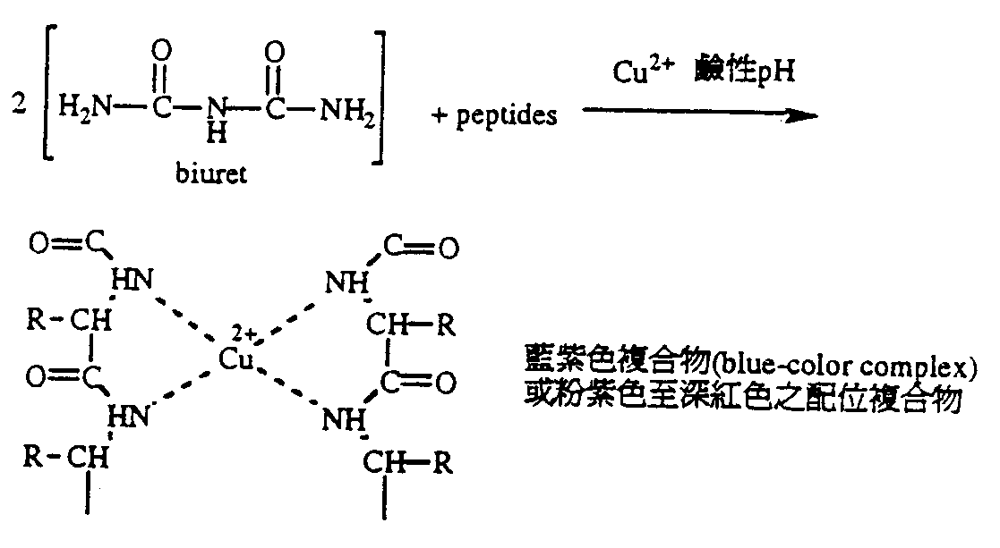 2 [ H₂N—C(=O)—N(H)—C(=O)—NH₂ ] + peptides
Cu²⁺ 鹼性pH
biuret
O=C C=O
HN NH
R-CH CH-R
2+
Cu
O=C C=O
HN NH
R-CH CH-R
藍紫色複合物(blue-color complex)
或粉紫色至深紅色之配位複合物